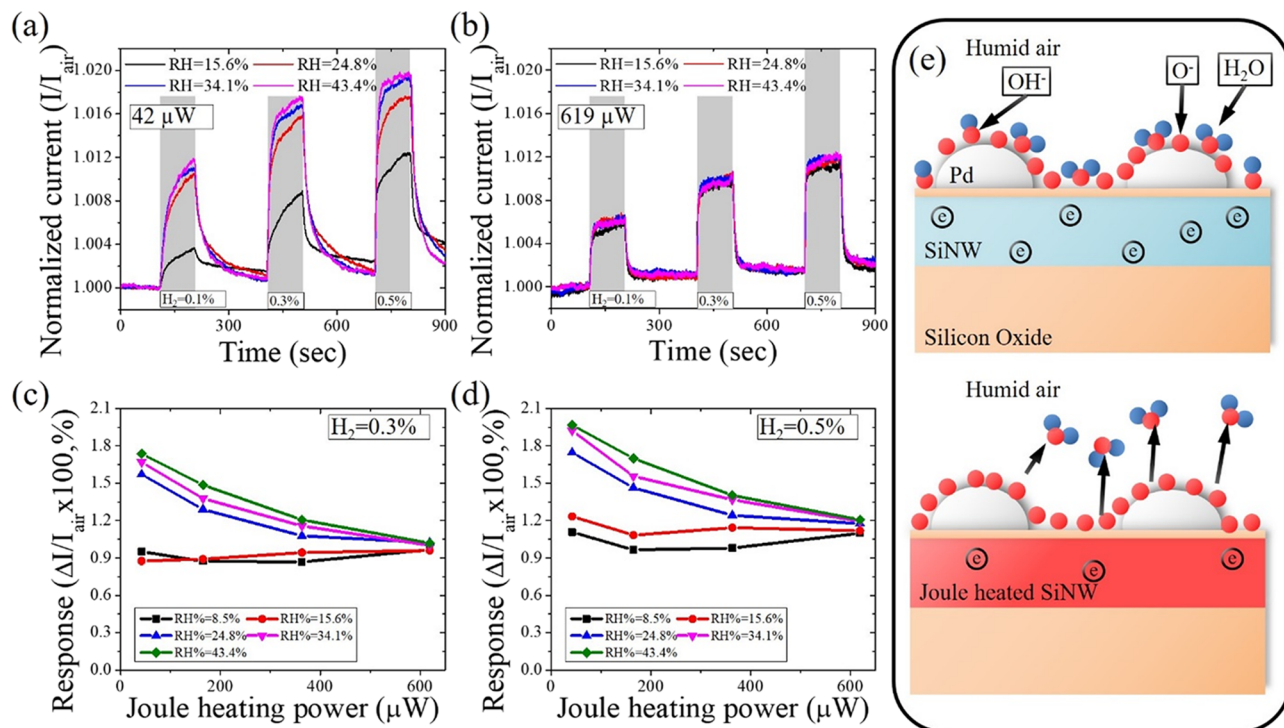 (a)
Normalized current (I/I_air)
1.020
1.016
1.012
1.008
1.004
1.000
RH=15.6% RH=24.8%
RH=34.1% RH=43.4%
42 µW
H₂=0.1% 0.3% 0.5%
0 300 600 900
Time (sec)
(b)
Normalized current (I/I_air)
1.020
1.016
1.012
1.008
1.004
1.000
RH=15.6% RH=24.8%
RH=34.1% RH=43.4%
619 µW
H₂=0.1% 0.3% 0.5%
0 300 600 900
Time (sec)
(c)
Response (ΔI/I_air x100,%)
2.1
1.8
1.5
1.2
0.9
0.6
0.3
0.0
H₂=0.3%
RH%=8.5% RH%=15.6%
RH%=24.8% RH%=34.1%
RH%=43.4%
0 200 400 600
Joule heating power (µW)
(d)
Response (ΔI/I_air x100,%)
2.1
1.8
1.5
1.2
0.9
0.6
0.3
0.0
H₂=0.5%
RH%=8.5% RH%=15.6%
RH%=24.8% RH%=34.1%
RH%=43.4%
0 200 400 600
Joule heating power (µW)
(e)
Humid air
OH⁻ O⁻ H₂O
Pd
e e e e
SiNW e e
Silicon Oxide
Humid air
e e e
Joule heated SiNW